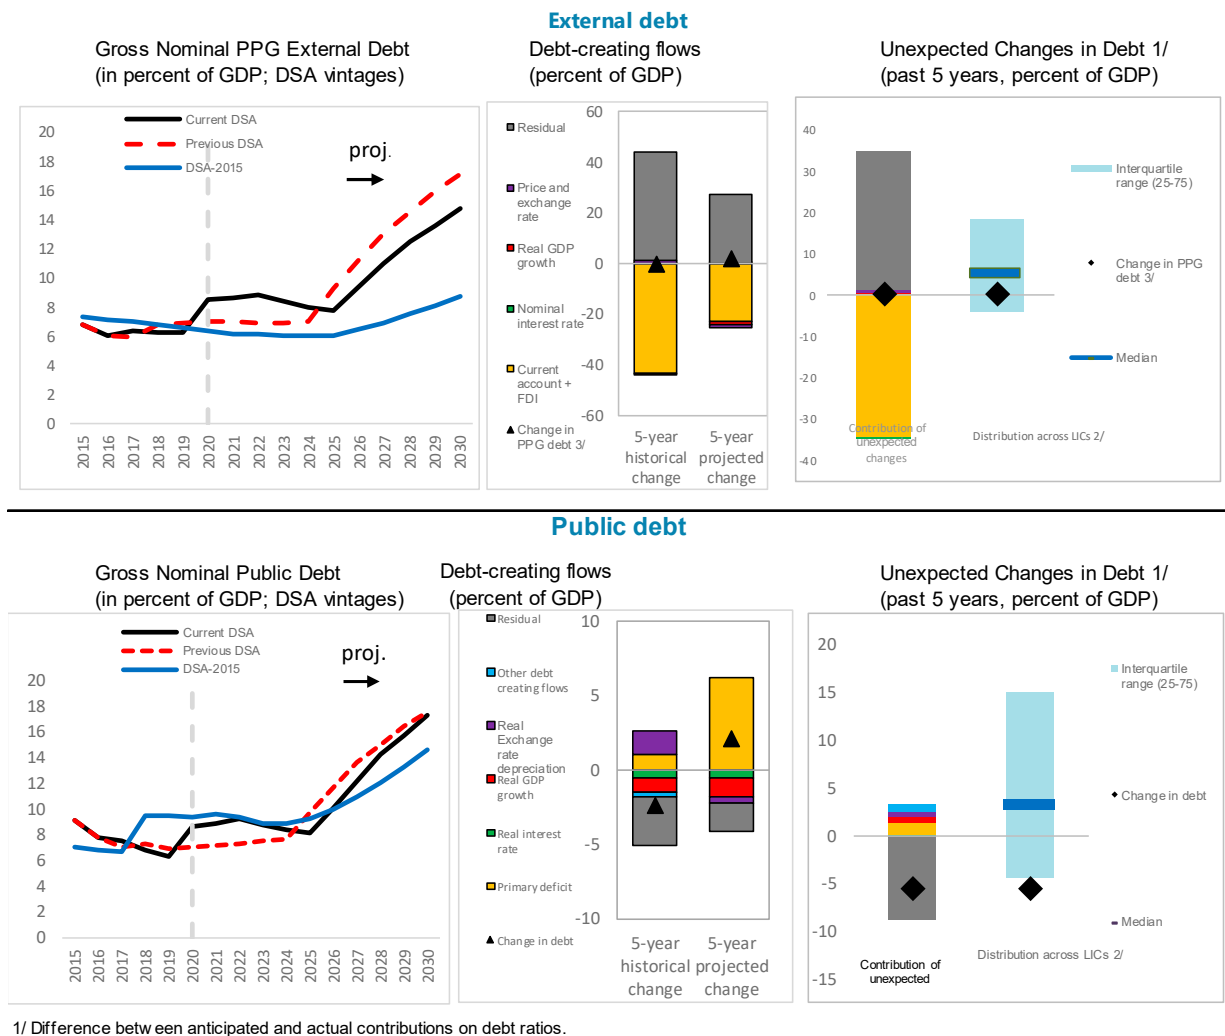 External debt
Gross Nominal PPG External Debt
(in percent of GDP; DSA vintages)
Debt-creating flows
(percent of GDP)
Unexpected Changes in Debt 1/
(past 5 years, percent of GDP)
20
18
16
14
12
10
8
6
4
2
0
Current DSA
Previous DSA
DSA-2015
proj.
2015
2016
2017
2018
2019
2020
2021
2022
2023
2024
2025
2026
2027
2028
2029
2030
Residual
Price and
exchange
rate
Real GDP
growth
Nominal
interest rate
Current
account +
FDI
Change in
PPG debt 3/
60
40
20
0
-20
-40
-60
5-year
historical
change
5-year
projected
change
40
30
20
10
0
-10
-20
-30
-40
Contribution of
unexpected
changes
Distribution across LICs 2/
Interquartile
range (25-75)
Change in PPG
debt 3/
Median
Public debt
Gross Nominal Public Debt
(in percent of GDP; DSA vintages)
Debt-creating flows
(percent of GDP)
Unexpected Changes in Debt 1/
(past 5 years, percent of GDP)
Current DSA
Previous DSA
DSA-2015
proj.
20
18
16
14
12
10
8
6
4
2
0
2015
2016
2017
2018
2019
2020
2021
2022
2023
2024
2025
2026
2027
2028
2029
2030
Residual
Other debt
creating flows
Real
Exchange
rate
depreciation
Real GDP
growth
Real interest
rate
Primary deficit
Change in debt
10
5
0
-5
-10
5-year
historical
change
5-year
projected
change
20
15
10
5
0
-5
-10
-15
Contribution of
unexpected
Distribution across LICs 2/
Interquartile
range (25-75)
Change in debt
Median
1/ Difference between anticipated and actual contributions on debt ratios.